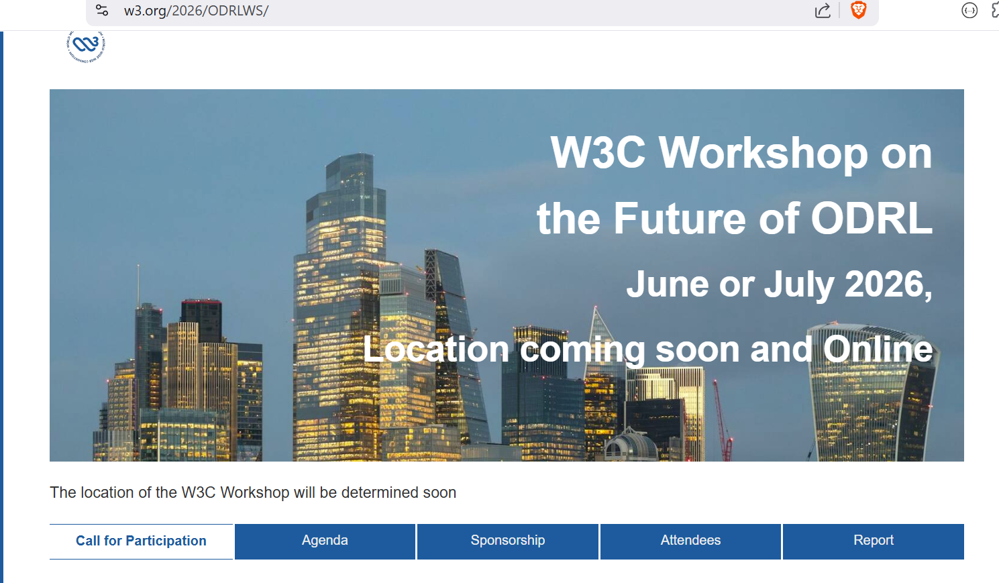 w3.org/2026/ODRLWS/
W3C Workshop on
the Future of ODRL
June or July 2026,
Location coming soon and Online
The location of the W3C Workshop will be determined soon
Call for Participation
Agenda
Sponsorship
Attendees
Report